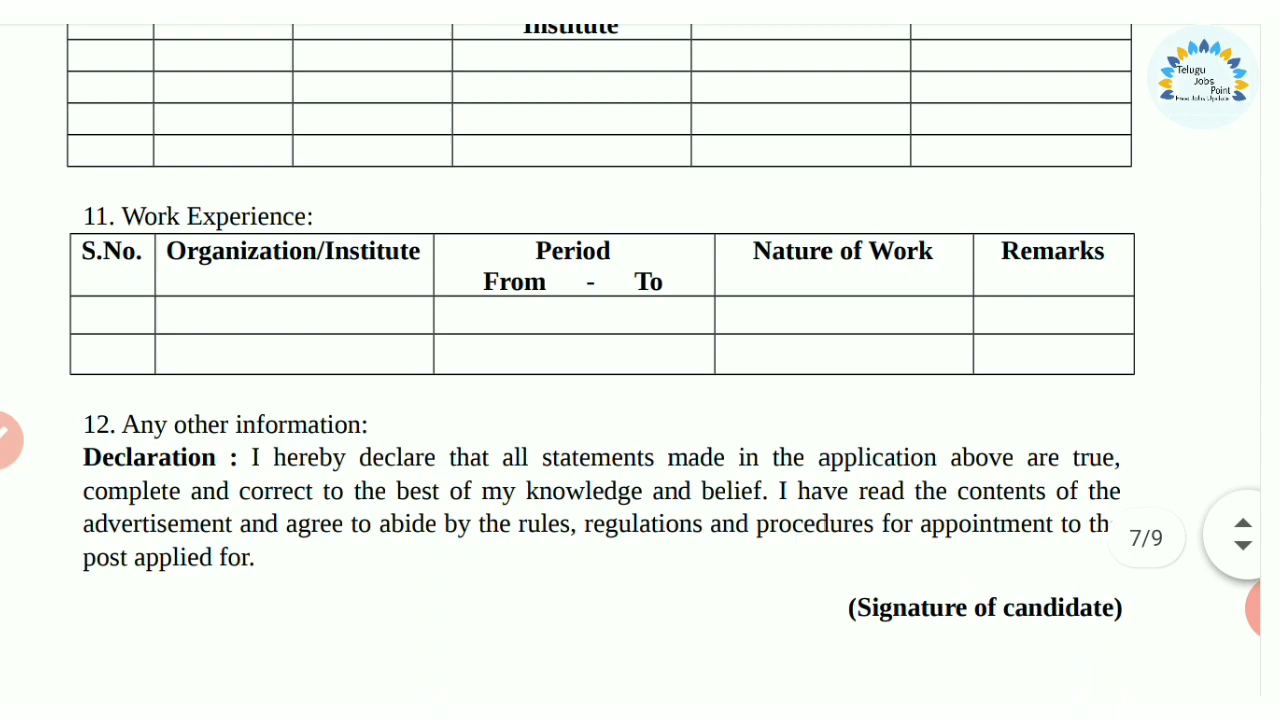 Institute
Telugu
Jobs
Point
Free Jobs Update
11. Work Experience:
S.No. Organization/Institute Period Nature of Work Remarks
From - To
12. Any other information:
Declaration : I hereby declare that all statements made in the application above are true,
complete and correct to the best of my knowledge and belief. I have read the contents of the
advertisement and agree to abide by the rules, regulations and procedures for appointment to th
post applied for.
7/9
(Signature of candidate)